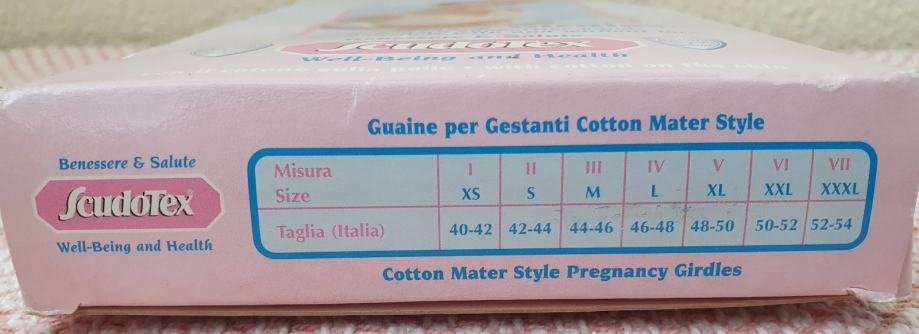 ScudoTex
Well-Being and Health
Guaine per Gestanti Cotton Mater Style
Benessere & Salute
ScudoTex®
Well-Being and Health
Misura I II III IV V VI VII
Size XS S M L XL XXL XXXL
Taglia (Italia) 40-42 42-44 44-46 46-48 48-50 50-52 52-54
Cotton Mater Style Pregnancy Girdles